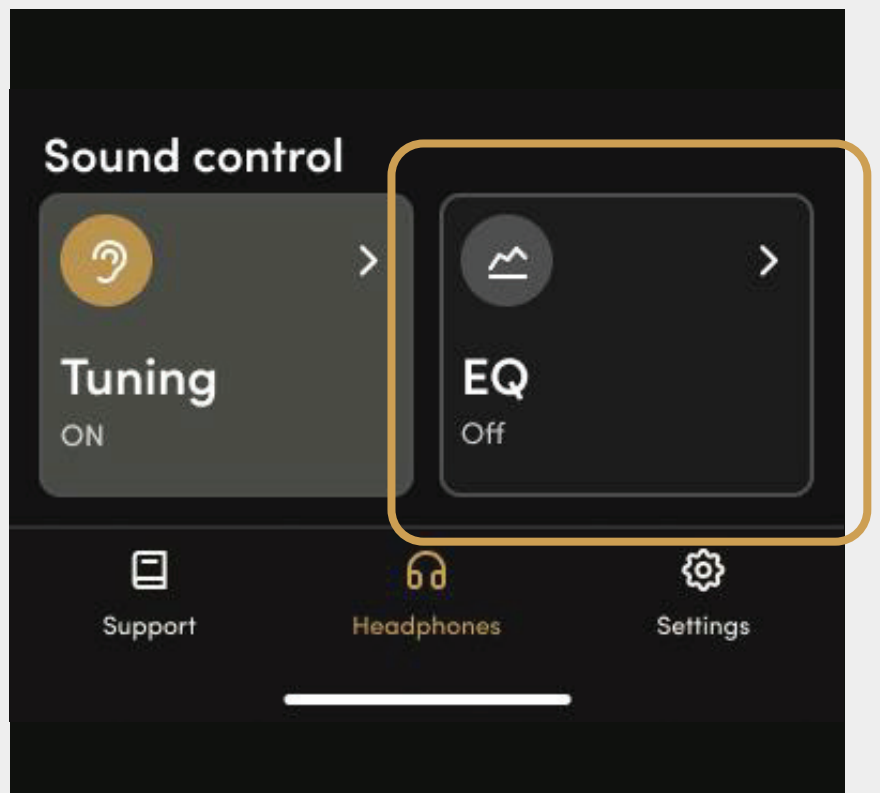 Sound control
Tuning
ON
EQ
Off
Support
Headphones
Settings